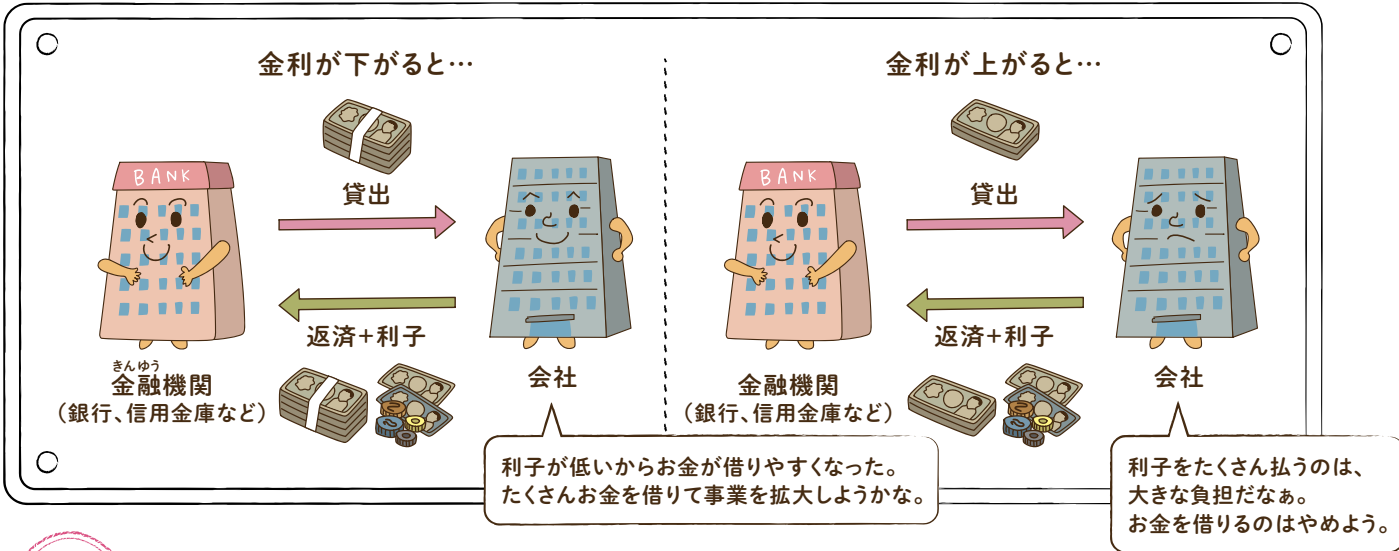 金利が下がると…
BANK
貸出
返済+利子
きんゆう
金融機関
（銀行、信用金庫など）
会社
利子が低いからお金が借りやすくなった。
たくさんお金を借りて事業を拡大しようかな。
金利が上がると…
BANK
貸出
返済+利子
金融機関
（銀行、信用金庫など）
会社
利子をたくさん払うのは、
大きな負担だなぁ。
お金を借りるのはやめよう。